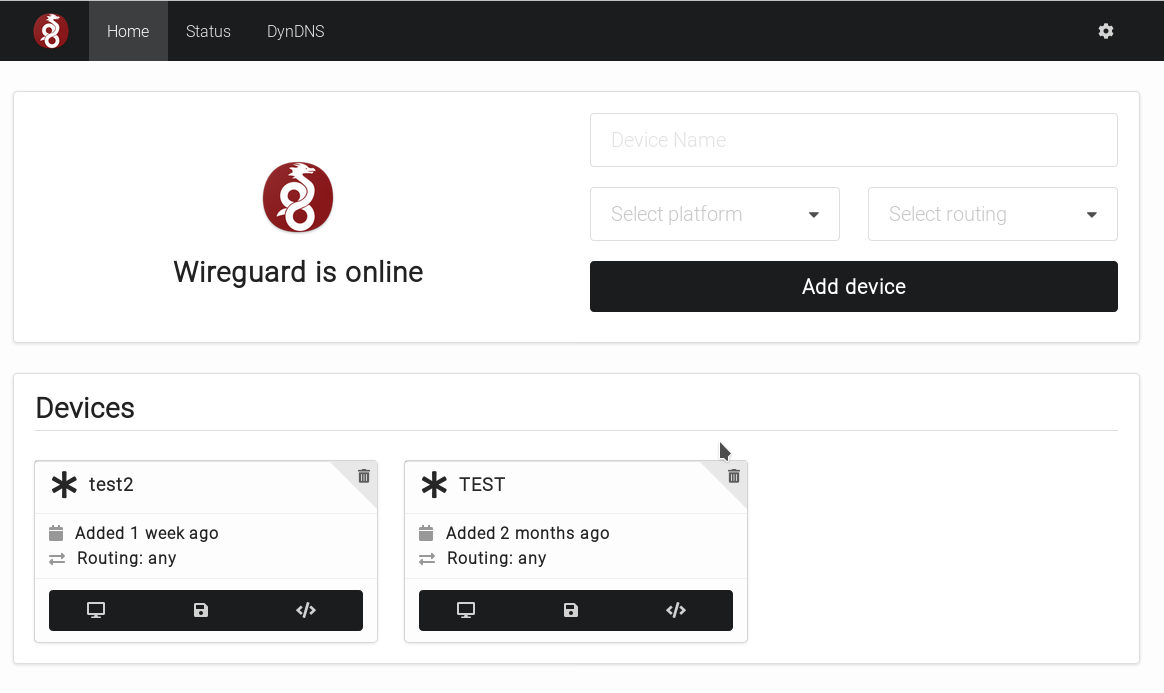 Home Status DynDNS
Device Name
Select platform Select routing
Wireguard is online
Add device
Devices
test2
Added 1 week ago
Routing: any
TEST
Added 2 months ago
Routing: any